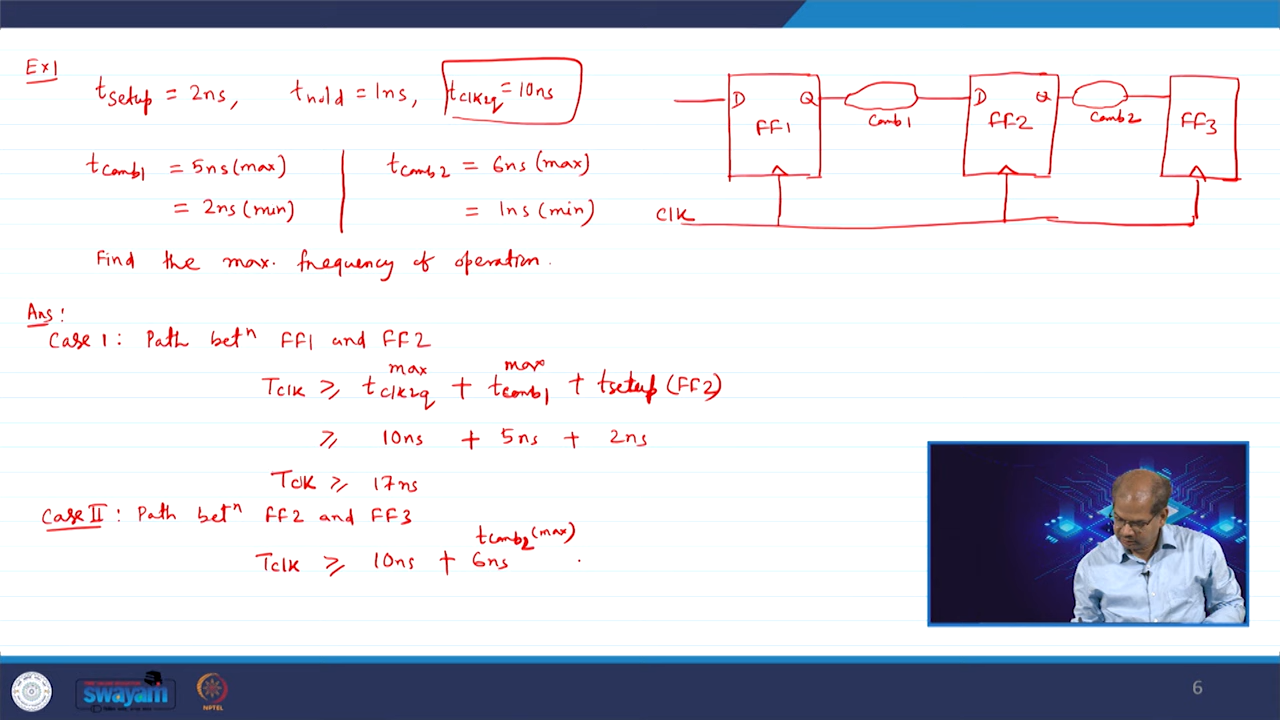 Ex1
tsetup = 2ns, thold = 1ns, tclk2q = 10ns
tcomb1 = 5ns (max)
= 2ns (min)
tcomb2 = 6ns (max)
= 1ns (min)
Find the max. frequency of operation.
D Q
FF1
Comb1
D Q
FF2
Comb2
FF3
Clk
Ans:
Case 1: Path betn FF1 and FF2
max max
Tclk ≥ tclk2q + tcomb1 + tsetup (FF2)
≥ 10ns + 5ns + 2ns
Tclk ≥ 17ns
Case II: Path betn FF2 and FF3
tcomb2 (max)
Tclk ≥ 10ns + 6ns
swayam
NPTEL
6